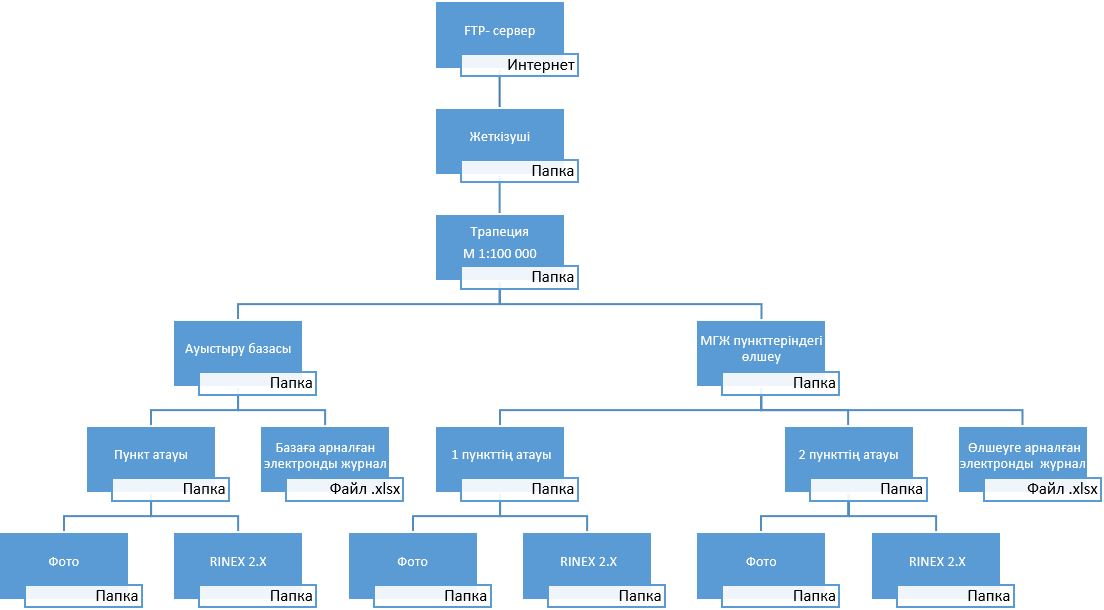 FTP- сервер
Интернет
Жеткізуші
Папка
Трапеция
М 1:100 000
Папка
Ауыстыру базасы
Папка
МГЖ пункттеріндегі
өлшеу
Папка
Пункт атауы
Папка
Базаға арналған
электронды журнал
Файл .xlsx
1 пункттің атауы
Папка
2 пункттің атауы
Папка
Өлшеуге арналған
электронды журнал
Файл .xlsx
Фото
Папка
RINEX 2.X
Папка
Фото
Папка
RINEX 2.X
Папка
Фото
Папка
RINEX 2.X
Папка